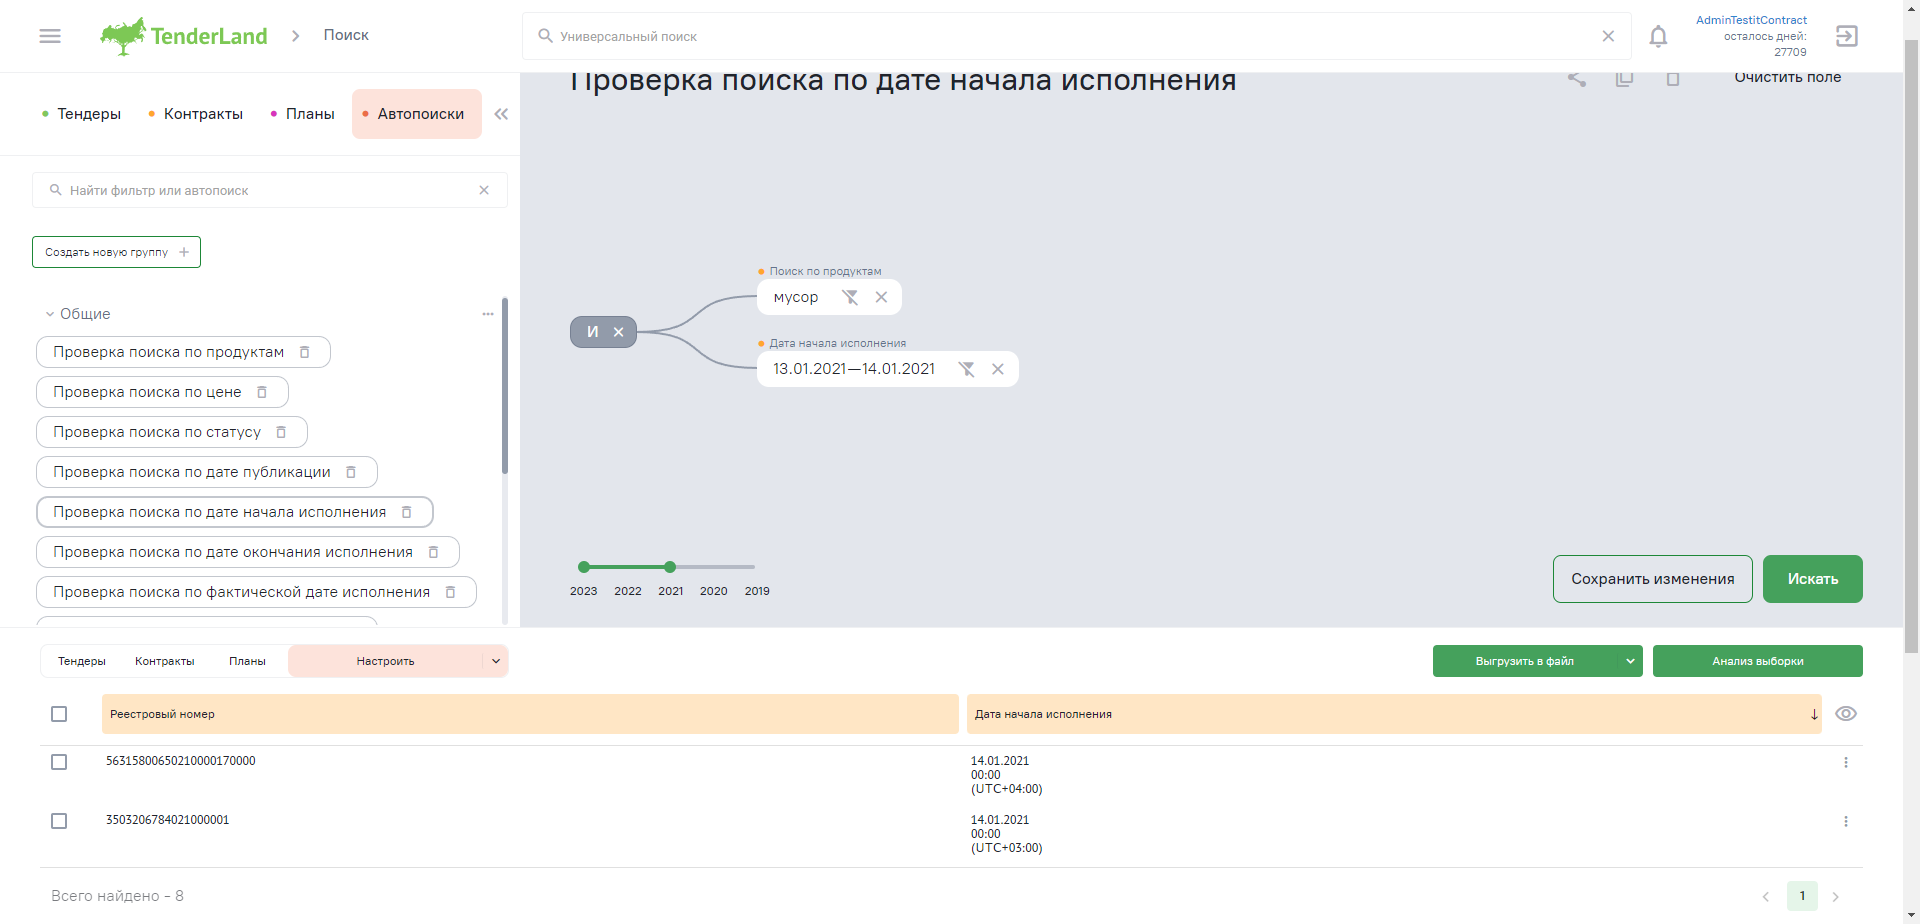 TenderLand
Поиск
Универсальный поиск
AdminTestitContract
осталось дней:
27709
Тендеры
Контракты
Планы
Автопоиски
Проверка поиска по дате начала исполнения
Очистить поле
Найти фильтр или автопоиск
Создать новую группу
Общие
Проверка поиска по продуктам
Проверка поиска по цене
Проверка поиска по статусу
Проверка поиска по дате публикации
Проверка поиска по дате начала исполнения
Проверка поиска по дате окончания исполнения
Проверка поиска по фактической дате исполнения
И
Поиск по продуктам
мусор
Дата начала исполнения
13.01.2021—14.01.2021
2023 2022 2021 2020 2019
Сохранить изменения
Искать
Тендеры
Контракты
Планы
Настроить
Выгрузить в файл
Анализ выборки
Реестровый номер
Дата начала исполнения
56315800650210000170000
14.01.2021
00:00
(UTC+04:00)
3503206784021000001
14.01.2021
00:00
(UTC+03:00)
Всего найдено - 8
1